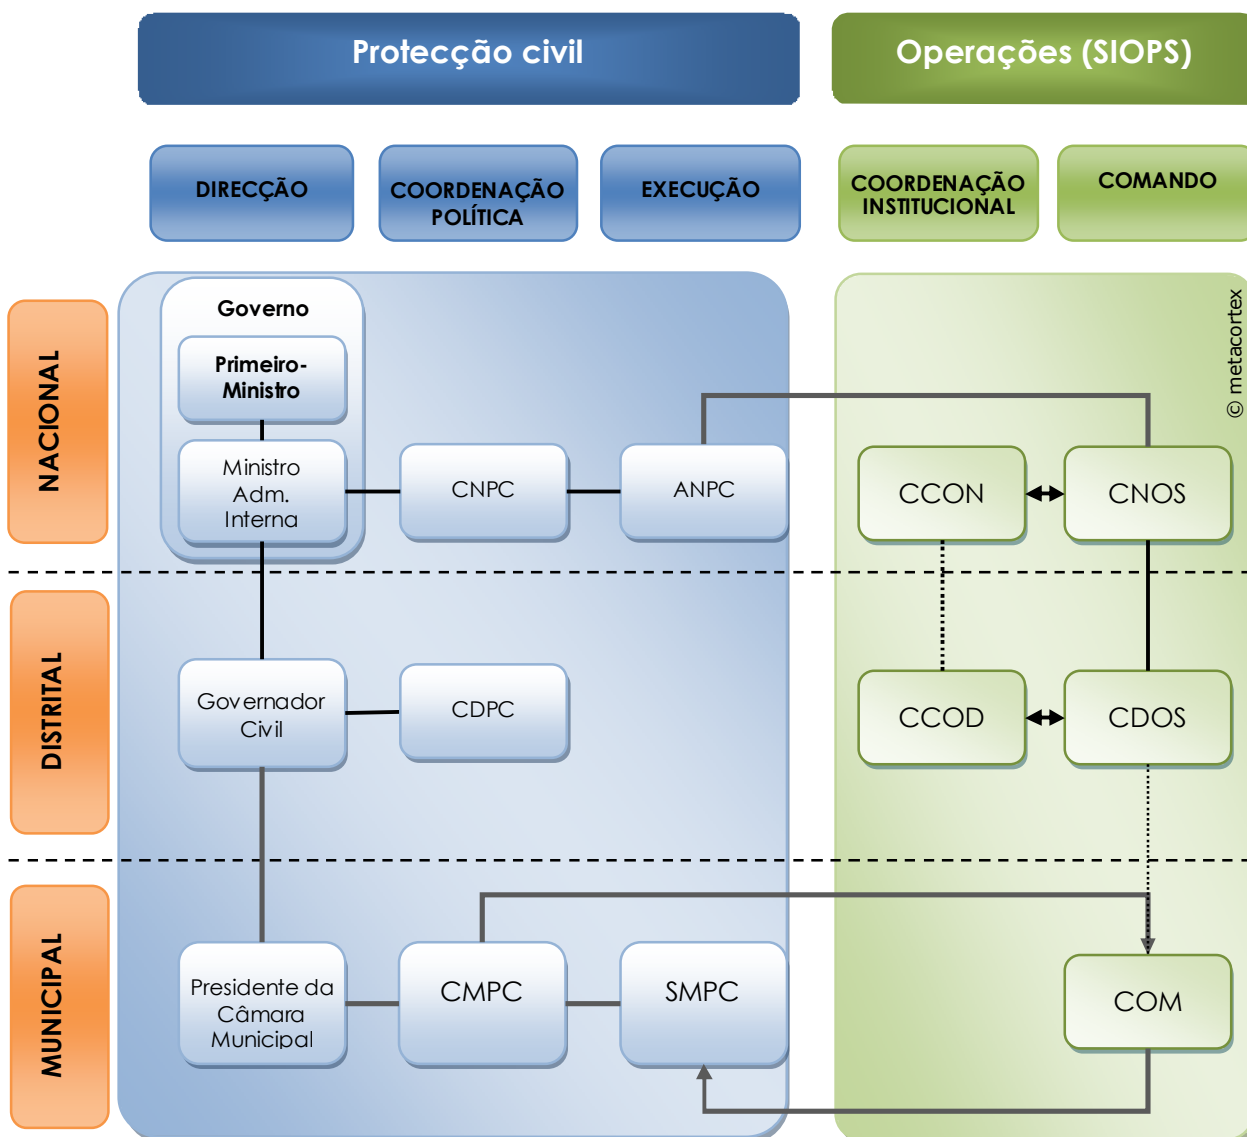 Protecção civil
Operações (SIOPS)
DIRECÇÃO
COORDENAÇÃO
POLÍTICA
EXECUÇÃO
COORDENAÇÃO
INSTITUCIONAL
COMANDO
NACIONAL
Governo
Primeiro-
Ministro
Ministro
Adm.
Interna
CNPC
ANPC
CCON
CNOS
© metacortex
DISTRITAL
Governador
Civil
CDPC
CCOD
CDOS
MUNICIPAL
Presidente da
Câmara
Municipal
CMPC
SMPC
COM